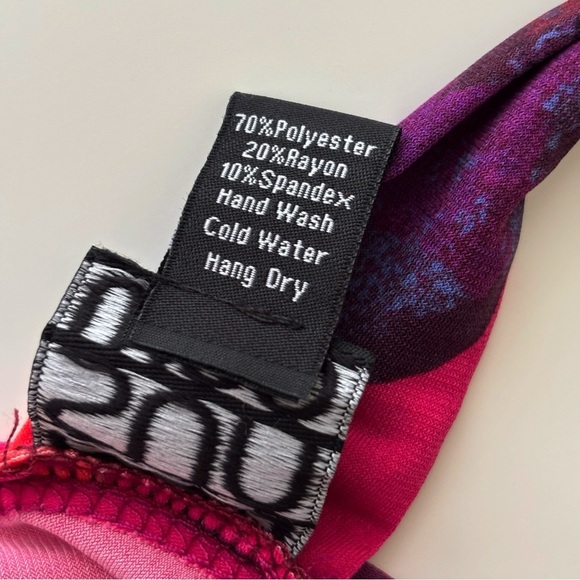 70%Polyester
20%Rayon
10%Spandex
Hand Wash
Cold Water
Hang Dry